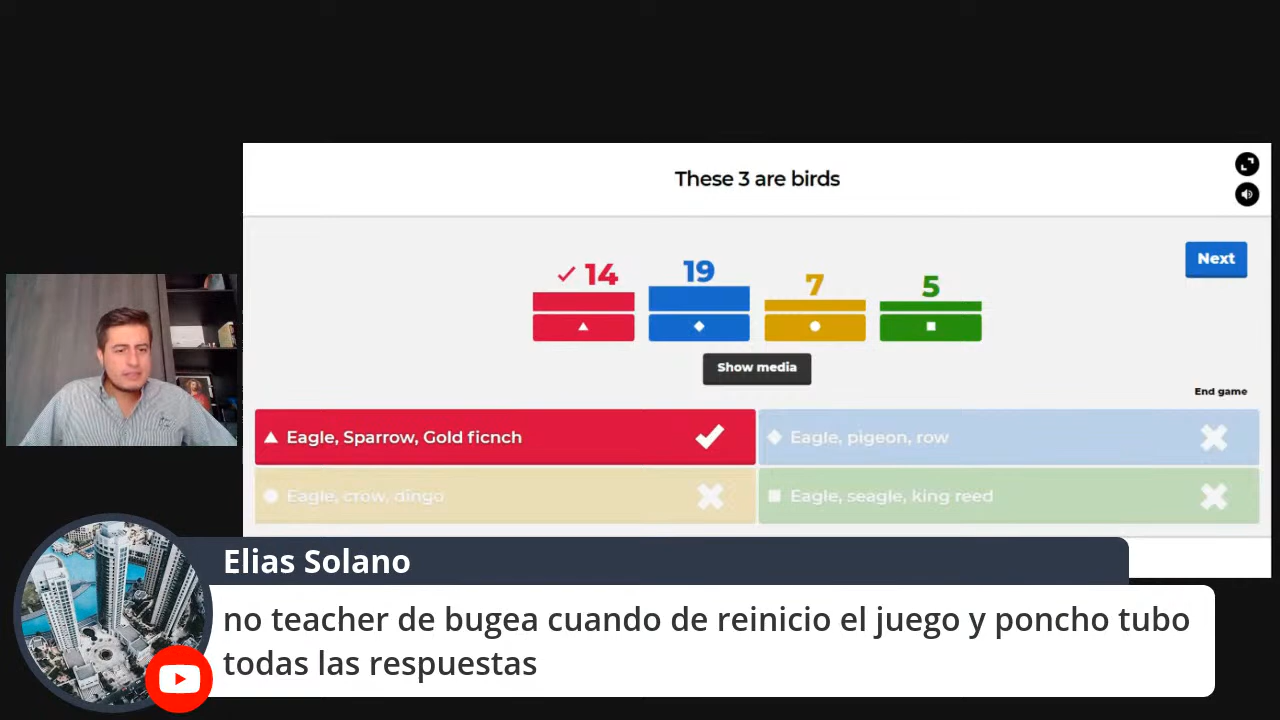 These 3 are birds
14
19
7
5
Next
Show media
End game
Eagle, Sparrow, Gold ficnch
Eagle, pigeon, row
Eagle, crow, dingo
Eagle, seagle, king reed
Elias Solano
no teacher de bugea cuando de reinicio el juego y poncho tubo
todas las respuestas